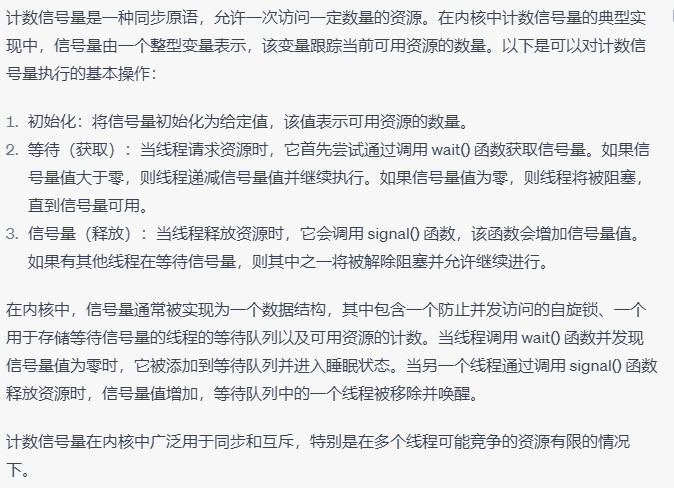 计数信号量是一种同步原语，允许一次访问一定数量的资源。在内核中计数信号量的典型实
现中，信号量由一个整型变量表示，该变量跟踪当前可用资源的数量。以下是可以对计数信
号量执行的基本操作：
1. 初始化：将信号量初始化为给定值，该值表示可用资源的数量。
2. 等待（获取）：当线程请求资源时，它首先尝试通过调用 wait() 函数获取信号量。如果信
号量值大于零，则线程递减信号量值并继续执行。如果信号量值为零，则线程将被阻塞，
直到信号量可用。
3. 信号量（释放）：当线程释放资源时，它会调用 signal() 函数，该函数会增加信号量值。
如果有其他线程在等待信号量，则其中之一将被解除阻塞并允许继续进行。
在内核中，信号量通常被实现为一个数据结构，其中包含一个防止并发访问的自旋锁、一个
用于存储等待信号量的线程的等待队列以及可用资源的计数。当线程调用 wait() 函数并发现
信号量值为零时，它被添加到等待队列并进入睡眠状态。当另一个线程通过调用 signal() 函数
释放资源时，信号量值增加，等待队列中的一个线程被移除并唤醒。
计数信号量在内核中广泛用于同步和互斥，特别是在多个线程可能竞争的资源有限的情况
下。